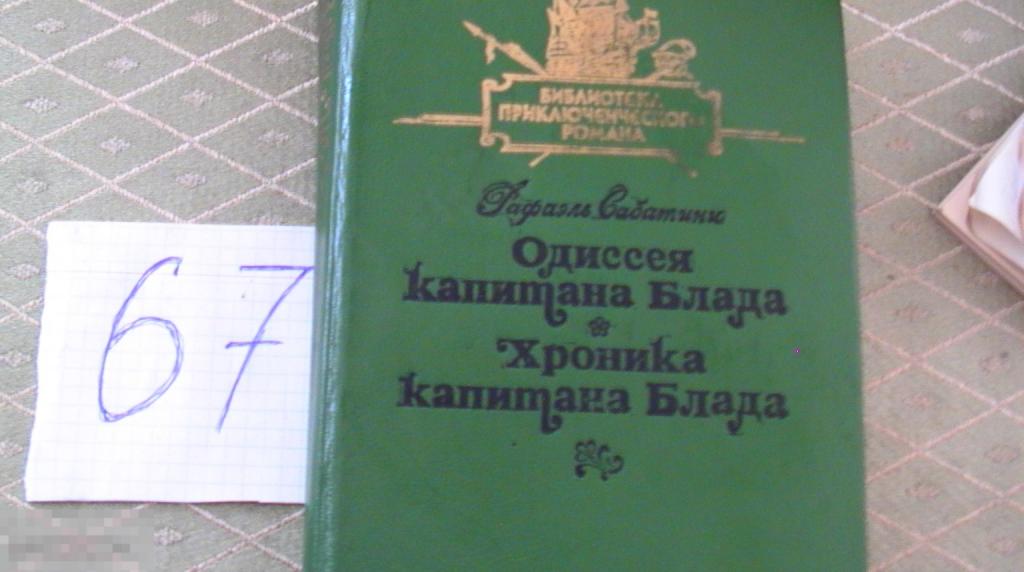 БИБЛИОТЕКА
ПРИКЛЮЧЕНЧЕСКОГО
РОМАНА
Рафаэль Сабатини
Одиссея
капитана Блада
Хроника
капитана Блада
67